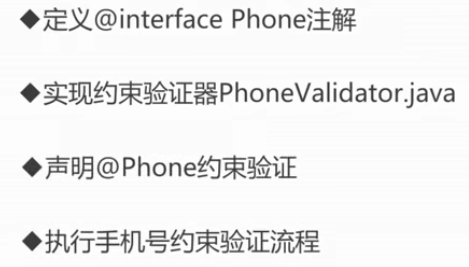 ◆定义@interface Phone注解
◆实现约束验证器PhoneValidator.java
◆声明@Phone约束验证
◆执行手机号约束验证流程